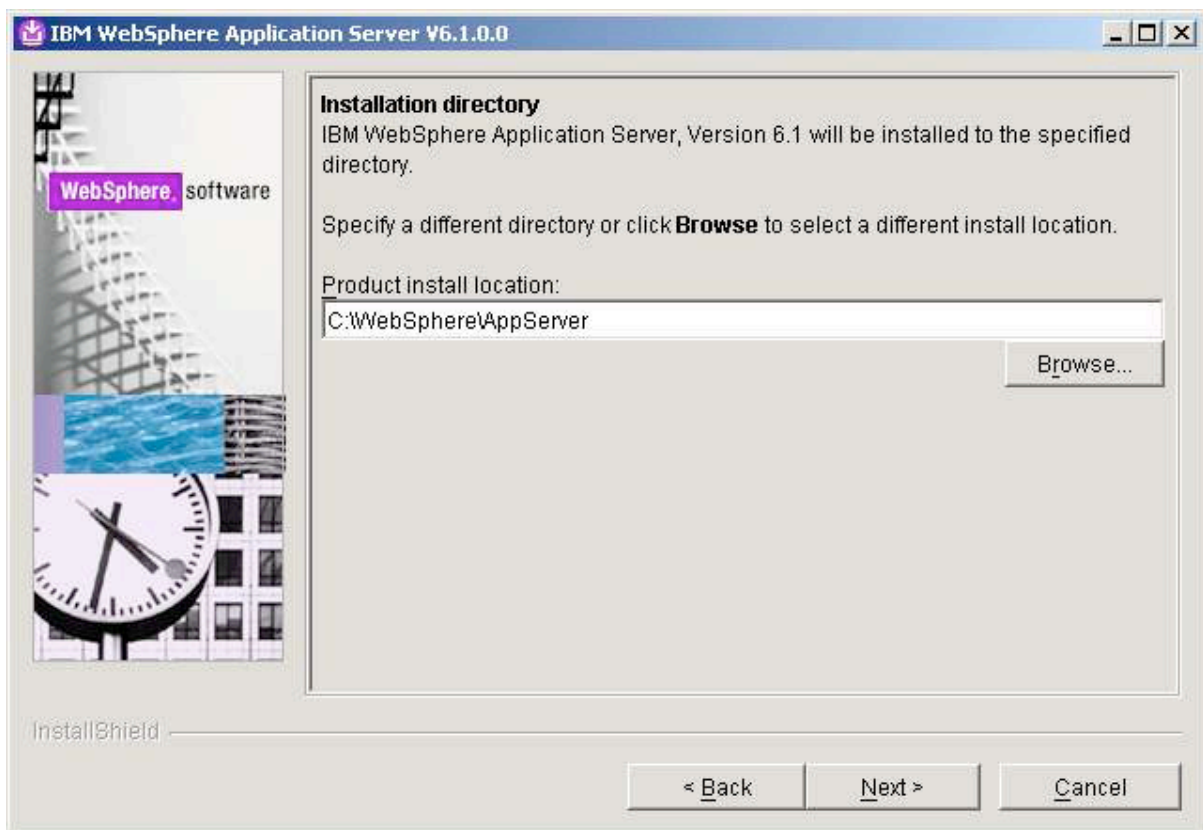 IBM WebSphere Application Server V6.1.0.0
WebSphere. software
Installation directory
IBM WebSphere Application Server, Version 6.1 will be installed to the specified
directory.
Specify a different directory or click Browse to select a different install location.
Product install location:
C:\WebSphere\AppServer
Browse...
InstallShield
< Back
Next >
Cancel